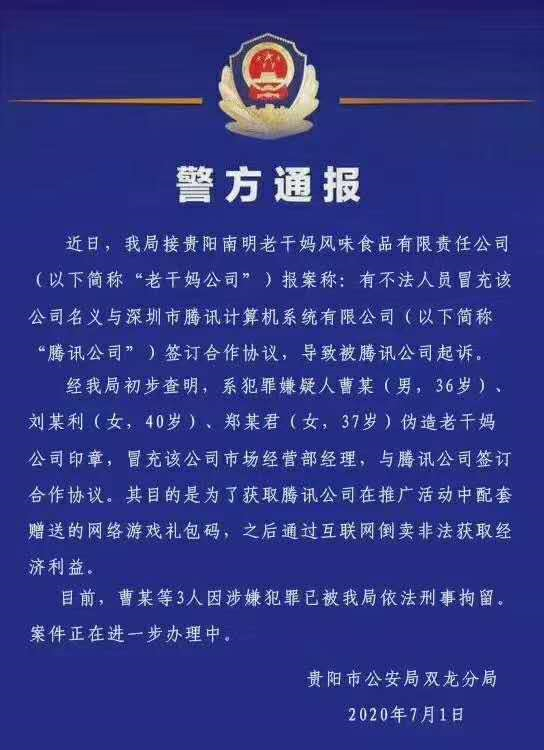 警方通报
近日，我局接贵阳南明老干妈风味食品有限责任公司
（以下简称“老干妈公司”）报案称：有不法人员冒充该
公司名义与深圳市腾讯计算机系统有限公司（以下简称
“腾讯公司”）签订合作协议，导致被腾讯公司起诉。
经我局初步查明，系犯罪嫌疑人曹某（男，36岁）、
刘某利（女，40岁）、郑某君（女，37岁）伪造老干妈
公司印章，冒充该公司市场经营部经理，与腾讯公司签订
合作协议。其目的是为了获取腾讯公司在推广活动中配套
赠送的网络游戏礼包码，之后通过互联网倒卖非法获取经
济利益。
目前，曹某等3人因涉嫌犯罪已被我局依法刑事拘留。
案件正在进一步办理中。
贵阳市公安局双龙分局
2020年7月1日